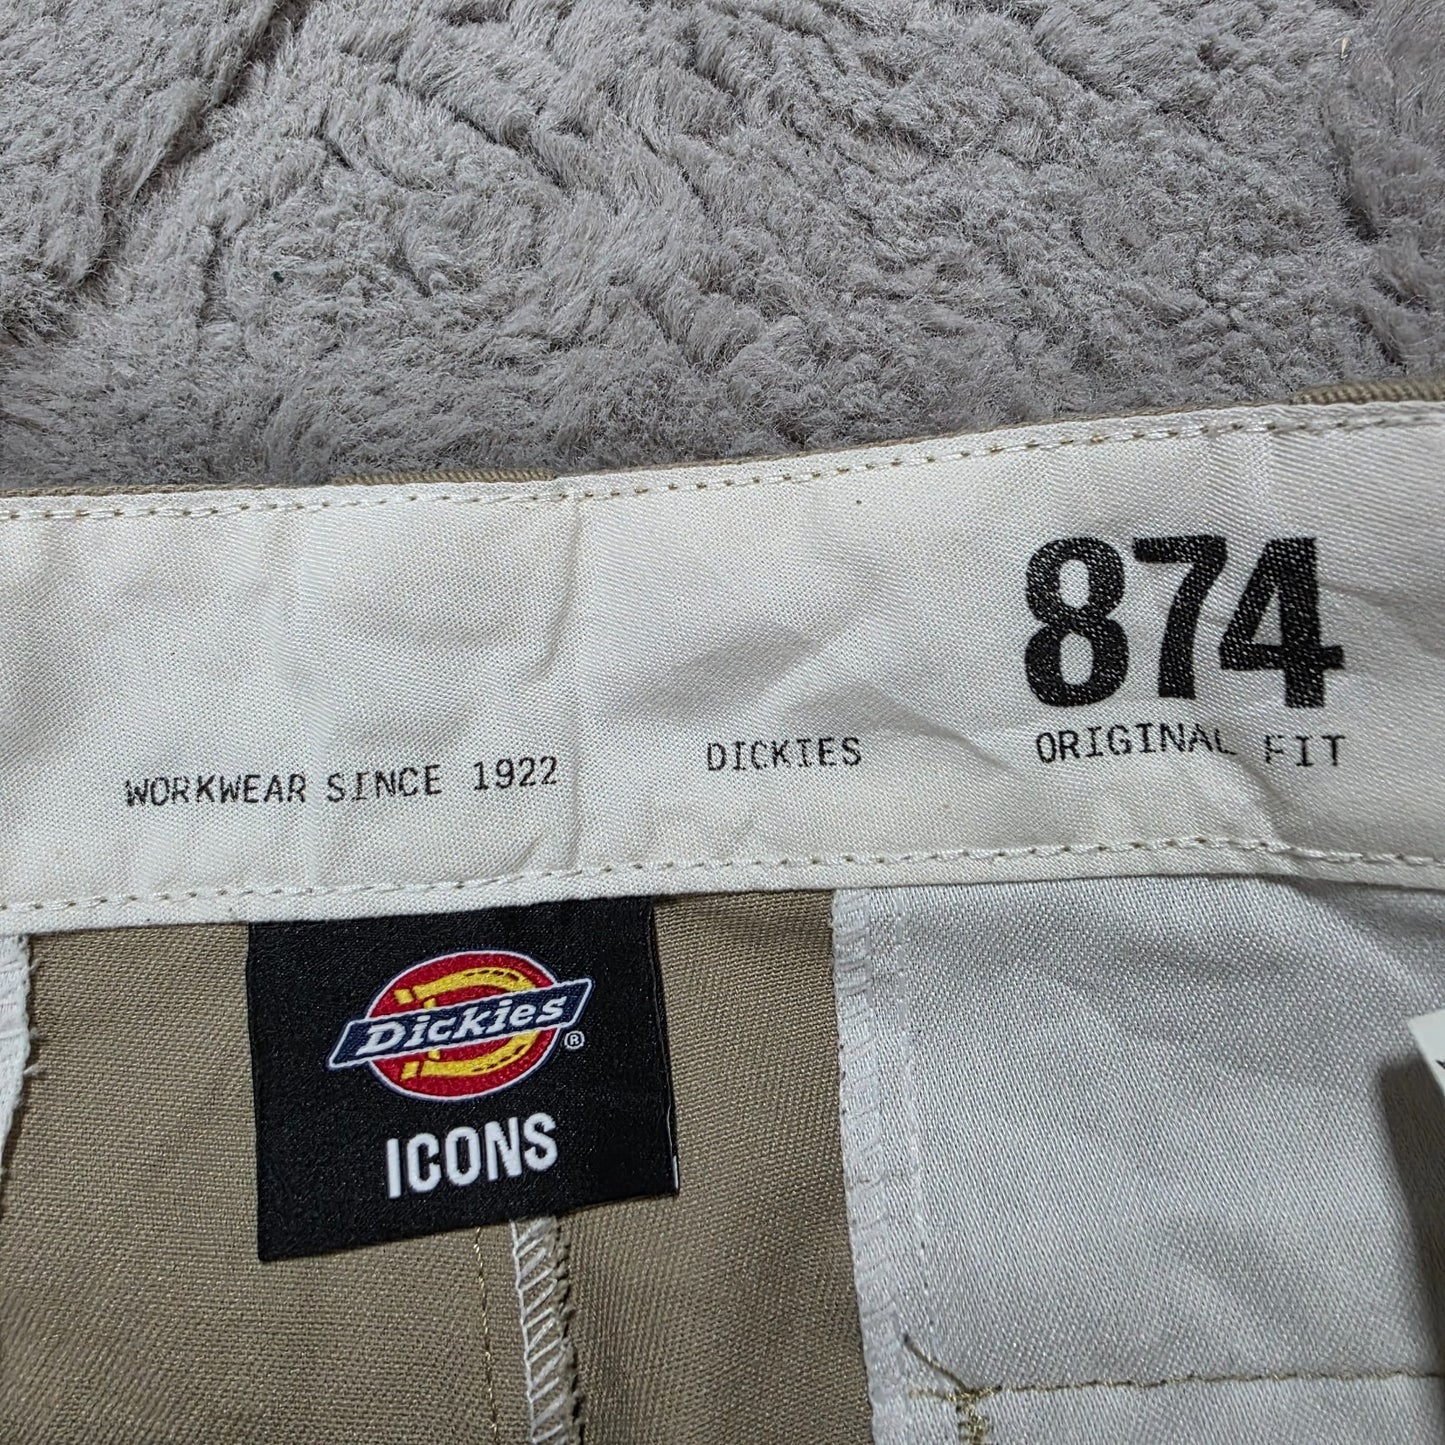 874
WORKWEAR SINCE 1922 DICKIES ORIGINAL FIT
Dickies®
ICONS